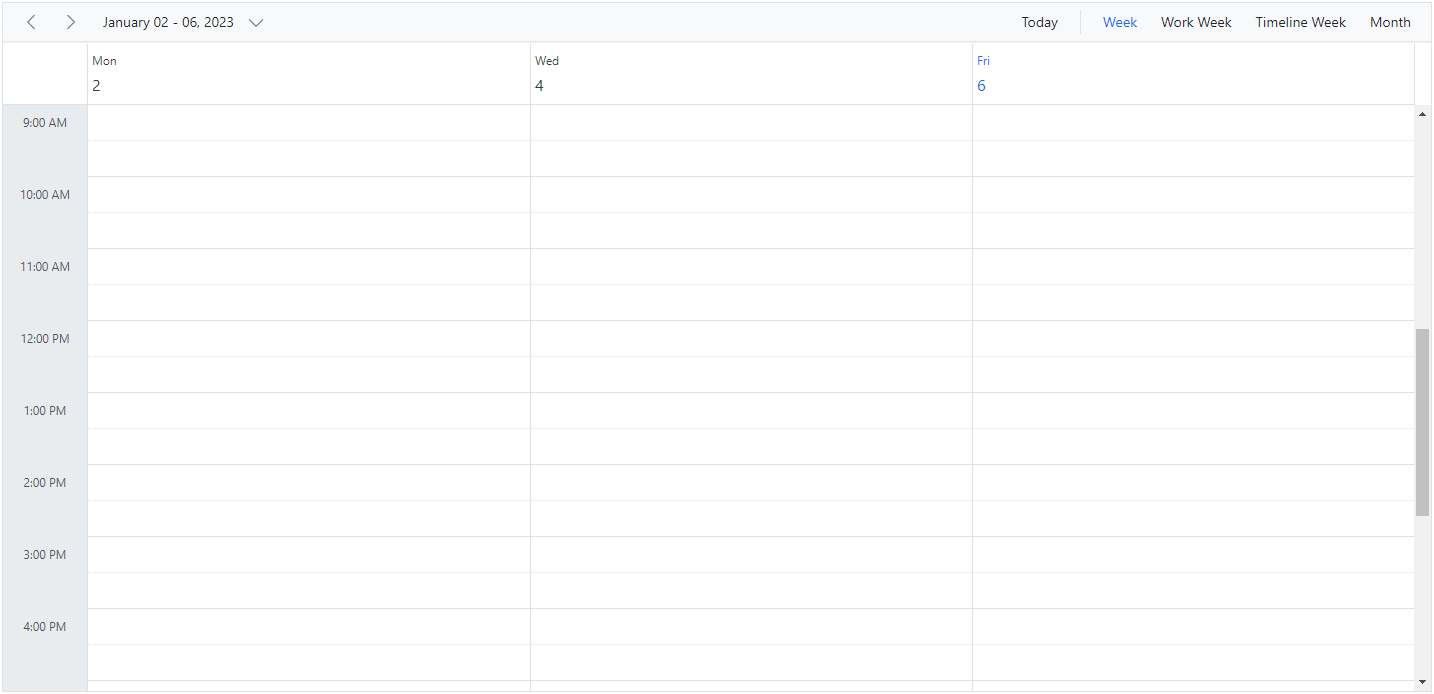 January 02 - 06, 2023 Today Week Work Week Timeline Week Month
Mon Wed Fri
2 4 6
9:00 AM
10:00 AM
11:00 AM
12:00 PM
1:00 PM
2:00 PM
3:00 PM
4:00 PM